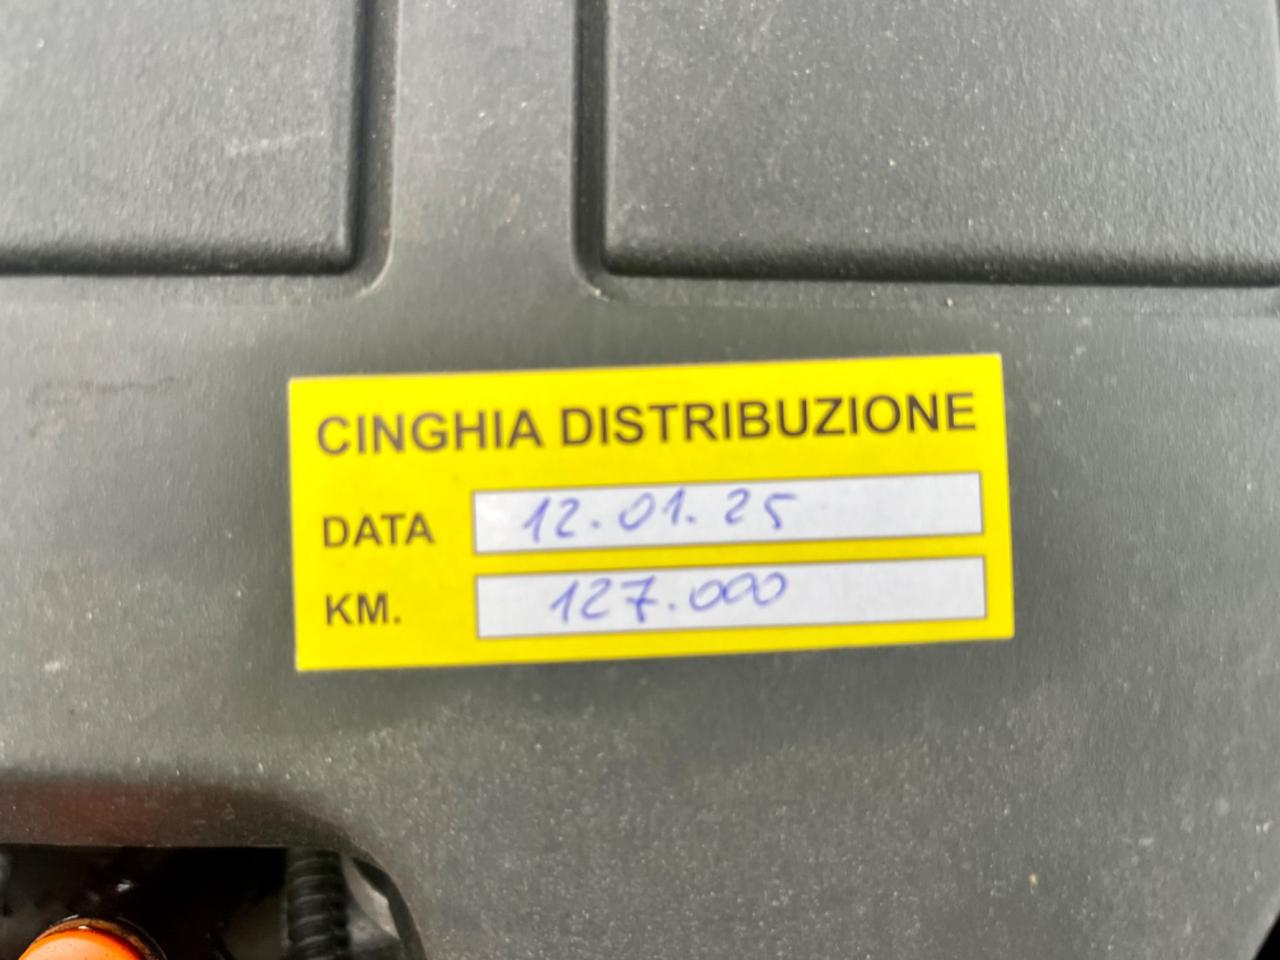 CINGHIA DISTRIBUZIONE
DATA 12.01.25
KM. 127.000